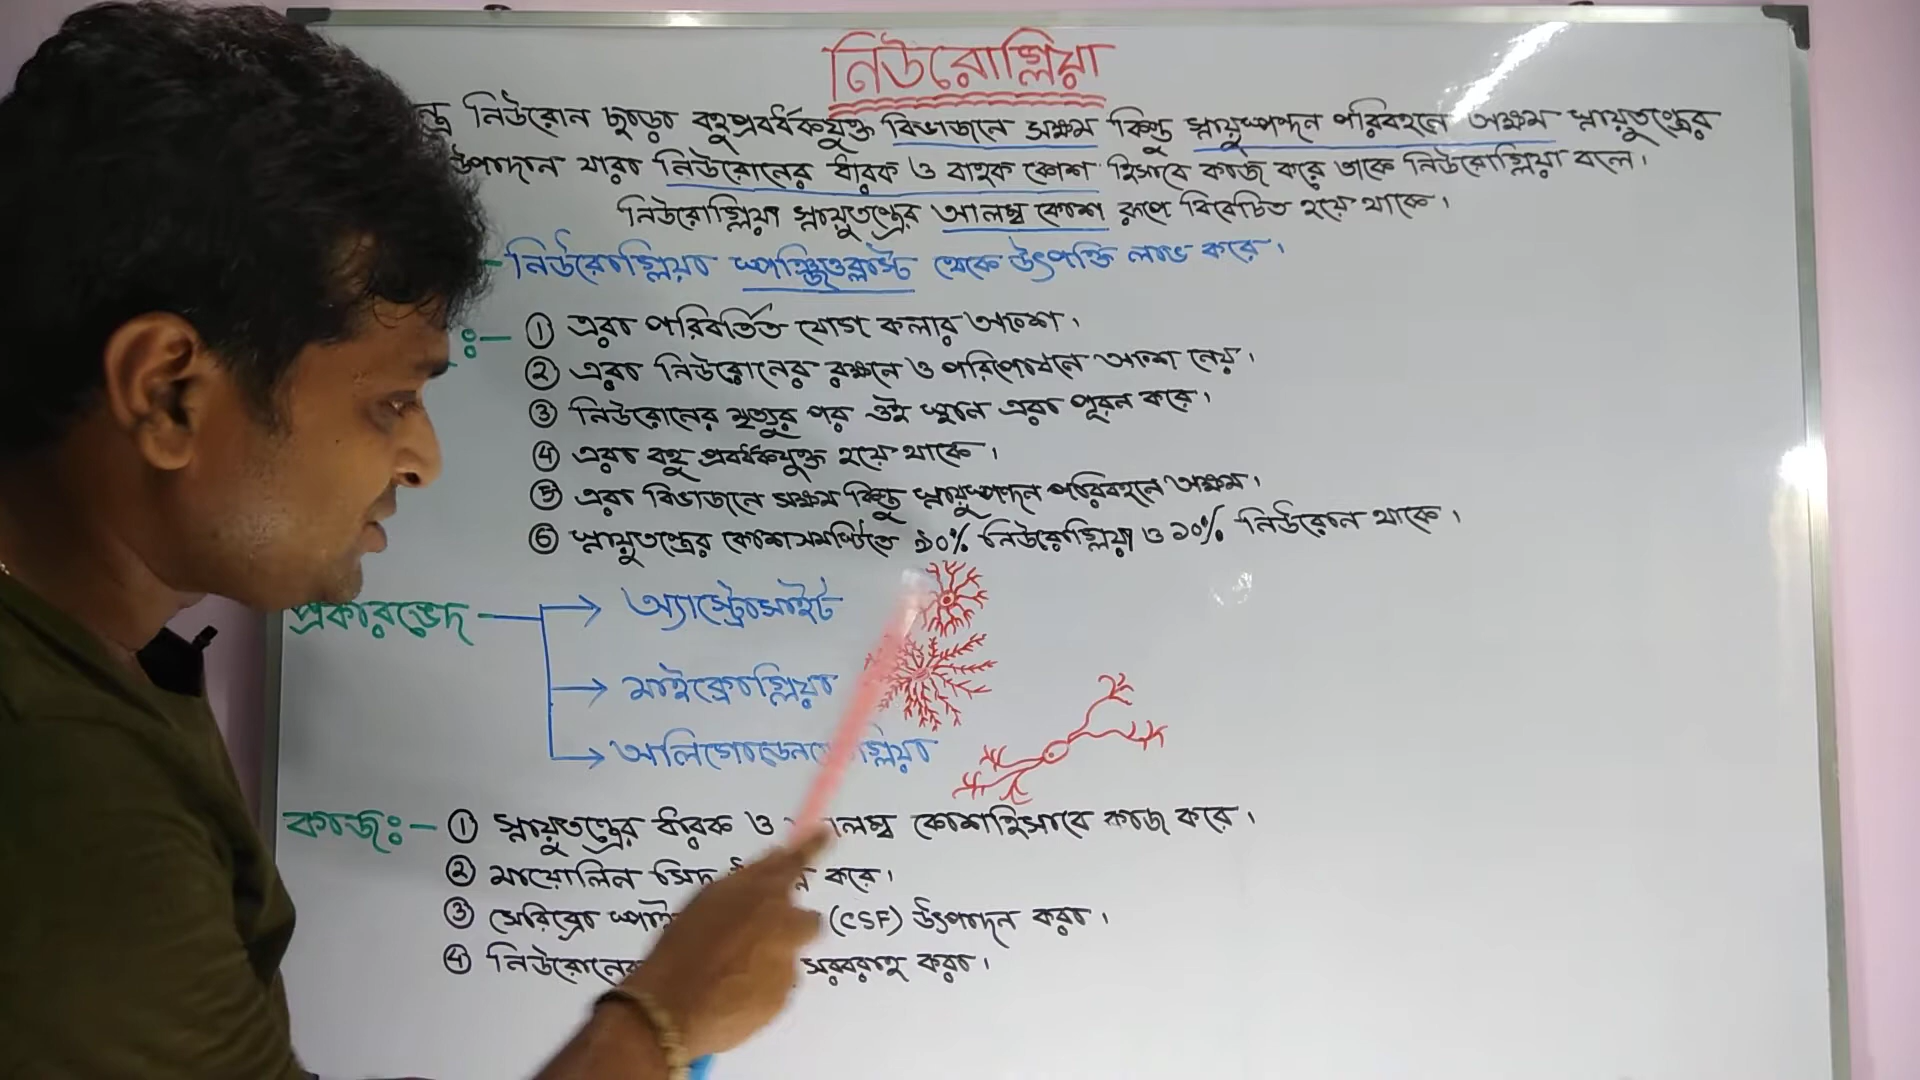 নিউরোগ্লিয়া
নিউরোন ছাড়া বহুপ্রবর্ধকযুক্ত বিভাজনে সক্ষম কিন্তু স্নায়ুস্পন্দন পরিবহনে অক্ষম স্নায়ুতন্ত্রের
উপাদান যারা নিউরোনের ধারক ও বাহক কোশ হিসাবে কাজ করে তাকে নিউরোগ্লিয়া বলে।
নিউরোগ্লিয়া স্নায়ুতন্ত্রের আলম্ব কোশ রূপে বিবেচিত হয়ে থাকে।
– নিউরোগ্লিয়া স্পঞ্জিওব্লাস্ট থেকে উৎপত্তি লাভ করে।
ঃ– ① এরা পরিবর্তিত যোগ কলার অংশ।
② এরা নিউরোনের রক্ষনে ও পরিপোষনে অংশ নেয়।
③ নিউরোনের মৃত্যুর পর ওই স্থান এরা পূরন করে।
④ এরা বহু প্রবর্ধকযুক্ত হয়ে থাকে।
⑤ এরা বিভাজনে সক্ষম কিন্তু স্নায়ুস্পন্দন পরিবহনে অক্ষম।
⑥ স্নায়ুতন্ত্রের কোশসমষ্টিতে ৯০% নিউরোগ্লিয়া ও ১০% নিউরোন থাকে।
প্রকারভেদ
অ্যাস্ট্রোসাইট
মাইক্রোগ্লিয়া
কাজঃ– ① স্নায়ুতন্ত্রের ধারক ও কোশ হিসাবে কাজ করে।
② মায়োলিন সিদ করে।
③ সেরিব্রো (CSF) উৎপাদন করা।
④ নিউরোনের সরবরাহ করা।